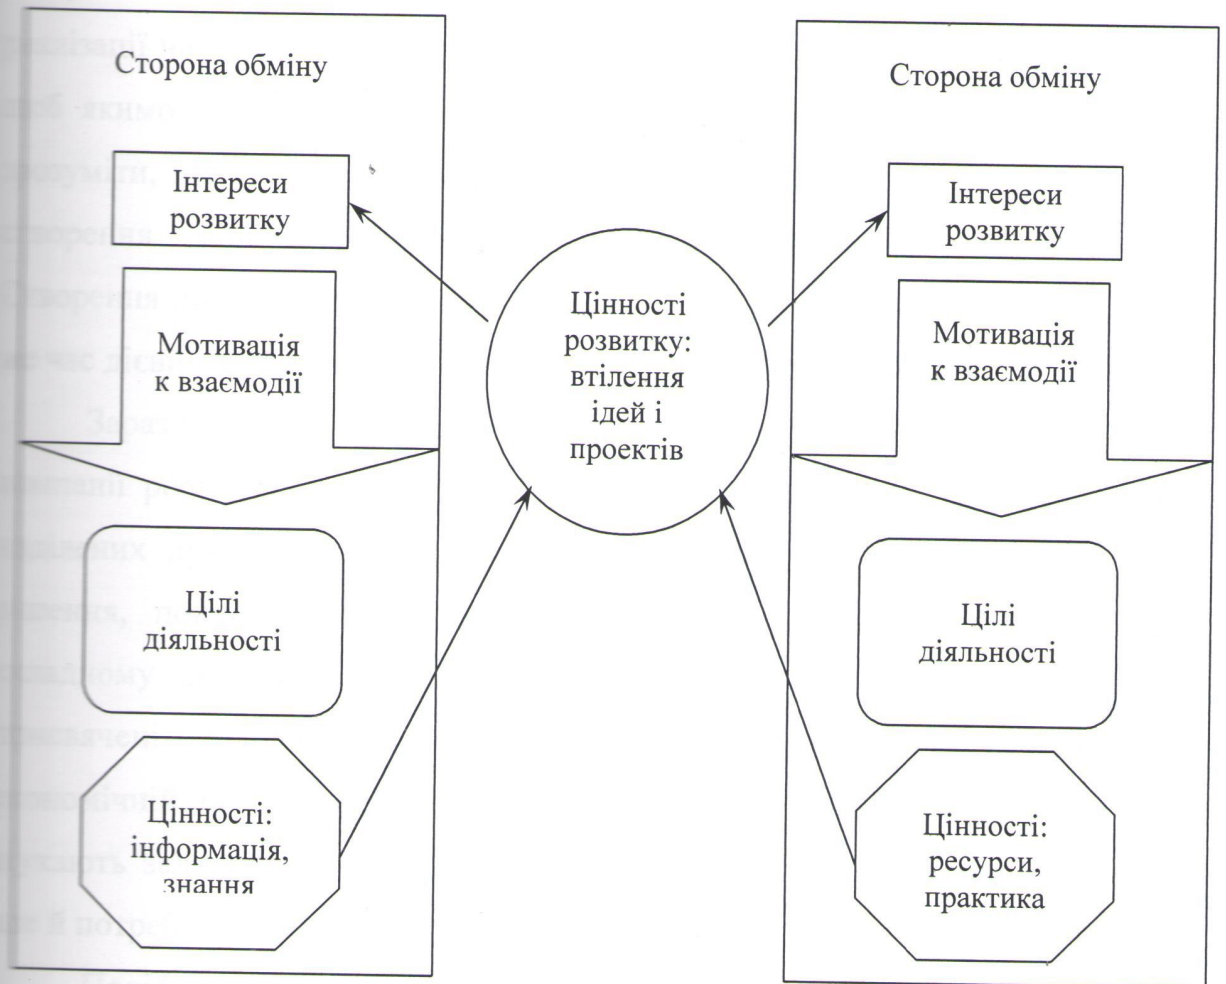 Сторона обміну
Інтереси
розвитку
Мотивація
к взаємодії
Цілі
діяльності
Цінності:
інформація,
знання
Цінності
розвитку:
втілення
ідей і
проектів
Сторона обміну
Інтереси
розвитку
Мотивація
к взаємодії
Цілі
діяльності
Цінності:
ресурси,
практика